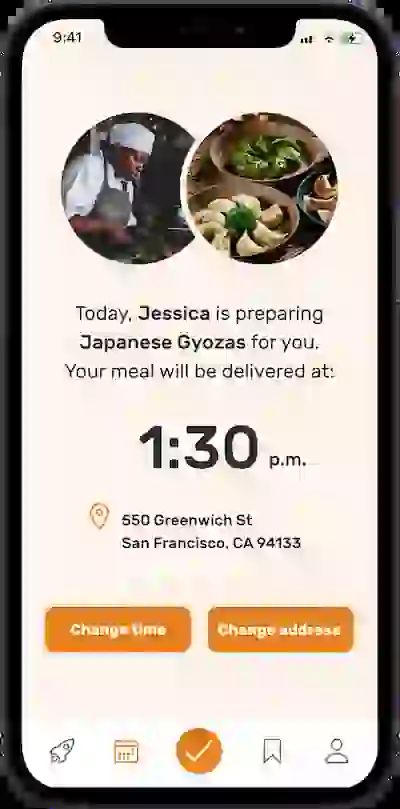 9:41
Today, Jessica is preparing
Japanese Gyozas for you.
Your meal will be delivered at:
1:30 p.m.
550 Greenwich St
San Francisco, CA 94133
Change time
Change address